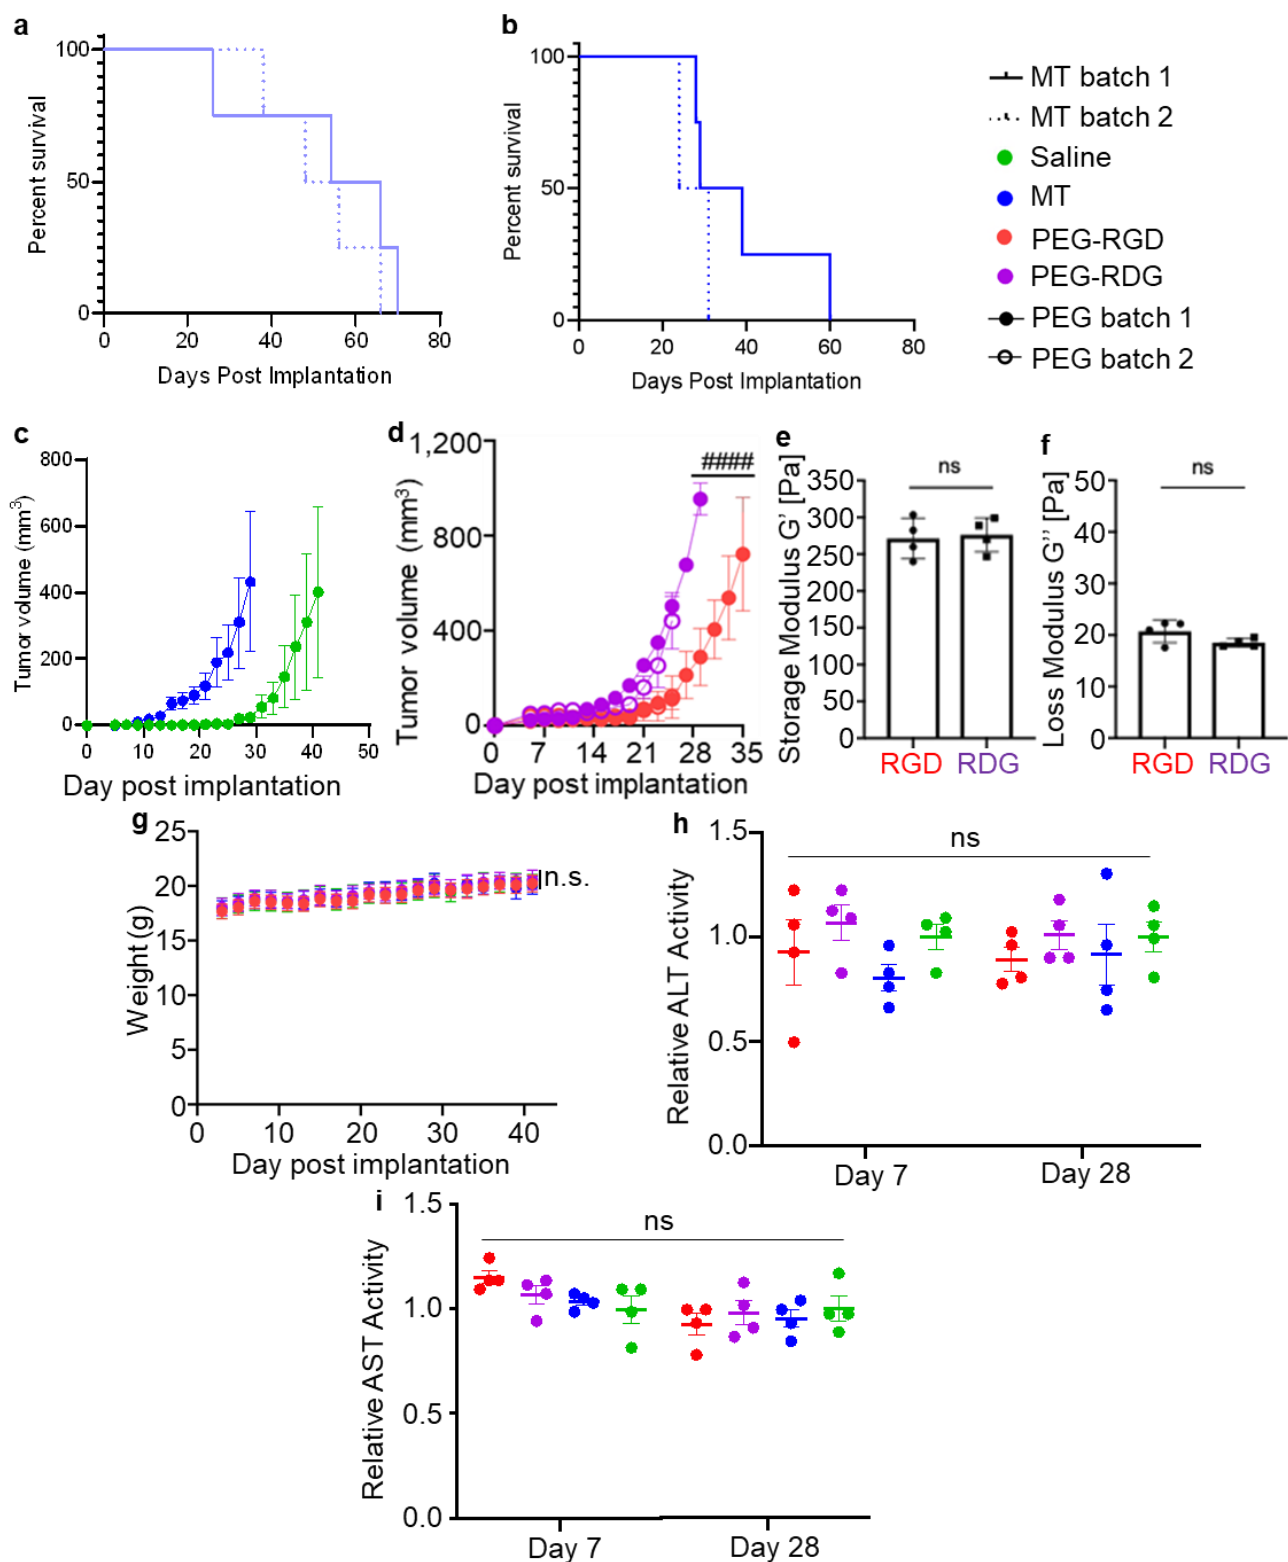 a
100
50
0
Percent survival
0 20 40 60 80
Days Post Implantation
b
100
50
0
Percent survival
0 20 40 60 80
Days Post Implantation
MT batch 1
MT batch 2
Saline
MT
PEG-RGD
PEG-RDG
PEG batch 1
PEG batch 2
c
800
600
400
200
0
Tumor volume (mm³)
0 10 20 30 40 50
Day post implantation
d
1,200
800
400
0
Tumor volume (mm³)
####
0 7 14 21 28 35
Day post implantation
e
350
300
250
200
150
100
50
0
Storage Modulus G' [Pa]
ns
RGD RDG
f
50
40
30
20
10
0
Loss Modulus G'' [Pa]
ns
RGD RDG
g
25
20
15
10
5
0
Weight (g)
n.s.
0 10 20 30 40
Day post implantation
h
1.5
1.0
0.5
0.0
Relative ALT Activity
ns
Day 7 Day 28
i
1.5
1.0
0.5
0.0
Relative AST Activity
ns
Day 7 Day 28